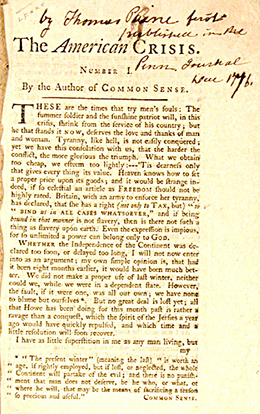 by Thomas Paine first
published in the
The American CRISIS.
Penn Journal
NUMBER I.
Dec 1776.
By the Author of COMMON SENSE.
THESE are the times that try men's souls: The
summer soldier and the sunshine patriot will, in this
crisis, shrink from the service of his country; but
he that stands it NOW, deserves the love and thanks of man
and woman. Tyranny, like hell, is not easily conquered;
yet we have this consolation with us, that the harder the
conflict, the more glorious the triumph. What we obtain
too cheap, we esteem too lightly:---'Tis dearness only
that gives every thing its value. Heaven knows how to set
a proper price upon its goods; and it would be strange in-
deed, if so celestial an article as FREEDOM should not be
highly rated. Britain, with an army to enforce her tyranny,
has declared, that she has a right (not only to TAX, but) "to
"BIND us in ALL CASES WHATSOEVER," and if being
bound in that manner is not slavery, then is there not such a
thing as slavery upon earth. Even the expression is impious,
for so unlimited a power can belong only to GOD.
WHETHER the Independence of the Continent was de-
clared too soon, or delayed too long, I will not now enter
into as an argument; my own simple opinion is, that had
it been eight months earlier, it would have been much bet-
ter. We did not make a proper use of last winter, neither
could we, while we were in a dependent state. However,
the fault, if it were one, was all our own; we have none
to blame but ourselves*. But no great deal is lost yet; all
that Howe has been doing for this month past is rather a
ravage than a conquest, which the spirit of the Jersies a year
ago would have quickly repulsed, and which time and a
little resolution will soon recover.
I have as little superstition in me as any man living, but
my
* "The present winter" (meaning the last) "is worth an
age, if rightly employed, but if lost, or neglected, the whole
Continent will partake of the evil; and there is no punish-
ment that man does not deserve, be he who, or what, or
where he will, that may be the means of sacrificing a season
so precious and useful." COMMON SENSE.